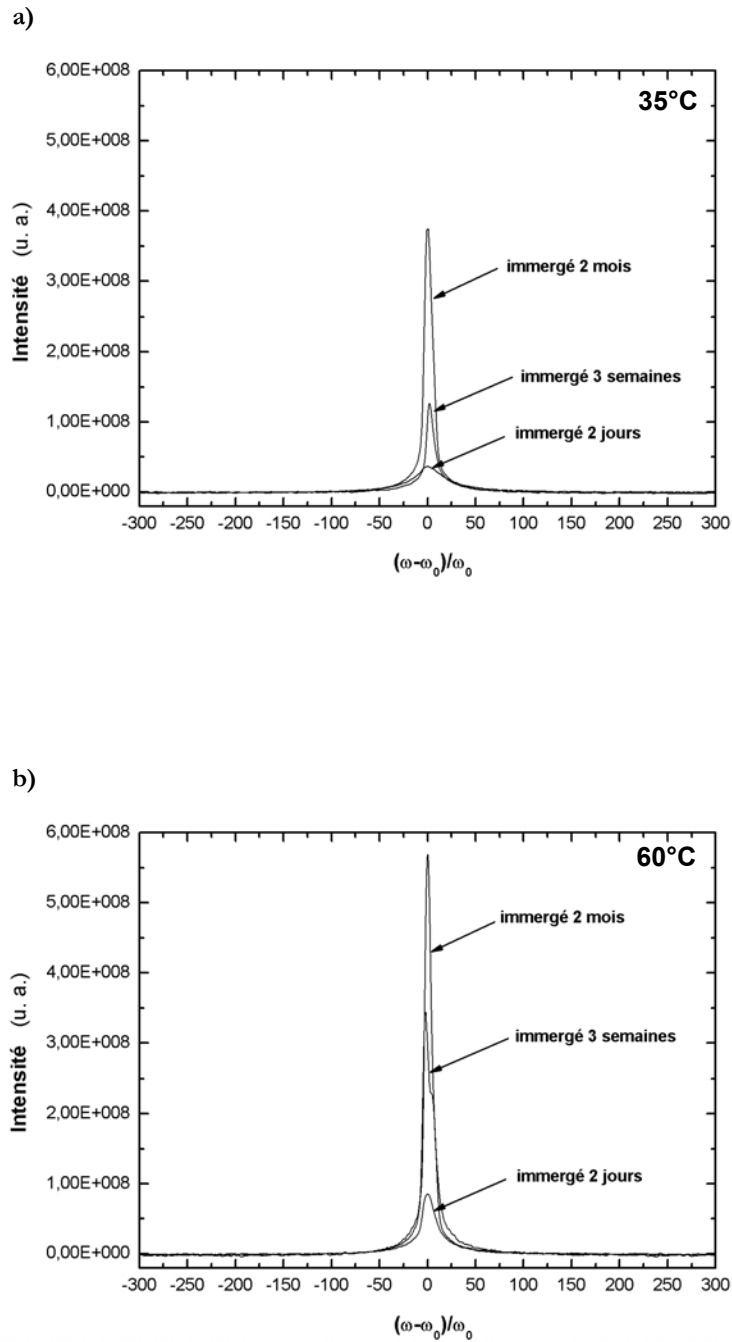 a)
35°C
6,00E+008
5,00E+008
4,00E+008
3,00E+008
2,00E+008
1,00E+008
0,00E+000
Intensité (u. a.)
immergé 2 mois
immergé 3 semaines
immergé 2 jours
-300 -250 -200 -150 -100 -50 0 50 100 150 200 250 300
(ω-ω₀)/ω₀
b)
60°C
6,00E+008
5,00E+008
4,00E+008
3,00E+008
2,00E+008
1,00E+008
0,00E+000
Intensité (u. a.)
immergé 2 mois
immergé 3 semaines
immergé 2 jours
-300 -250 -200 -150 -100 -50 0 50 100 150 200 250 300
(ω-ω₀)/ω₀